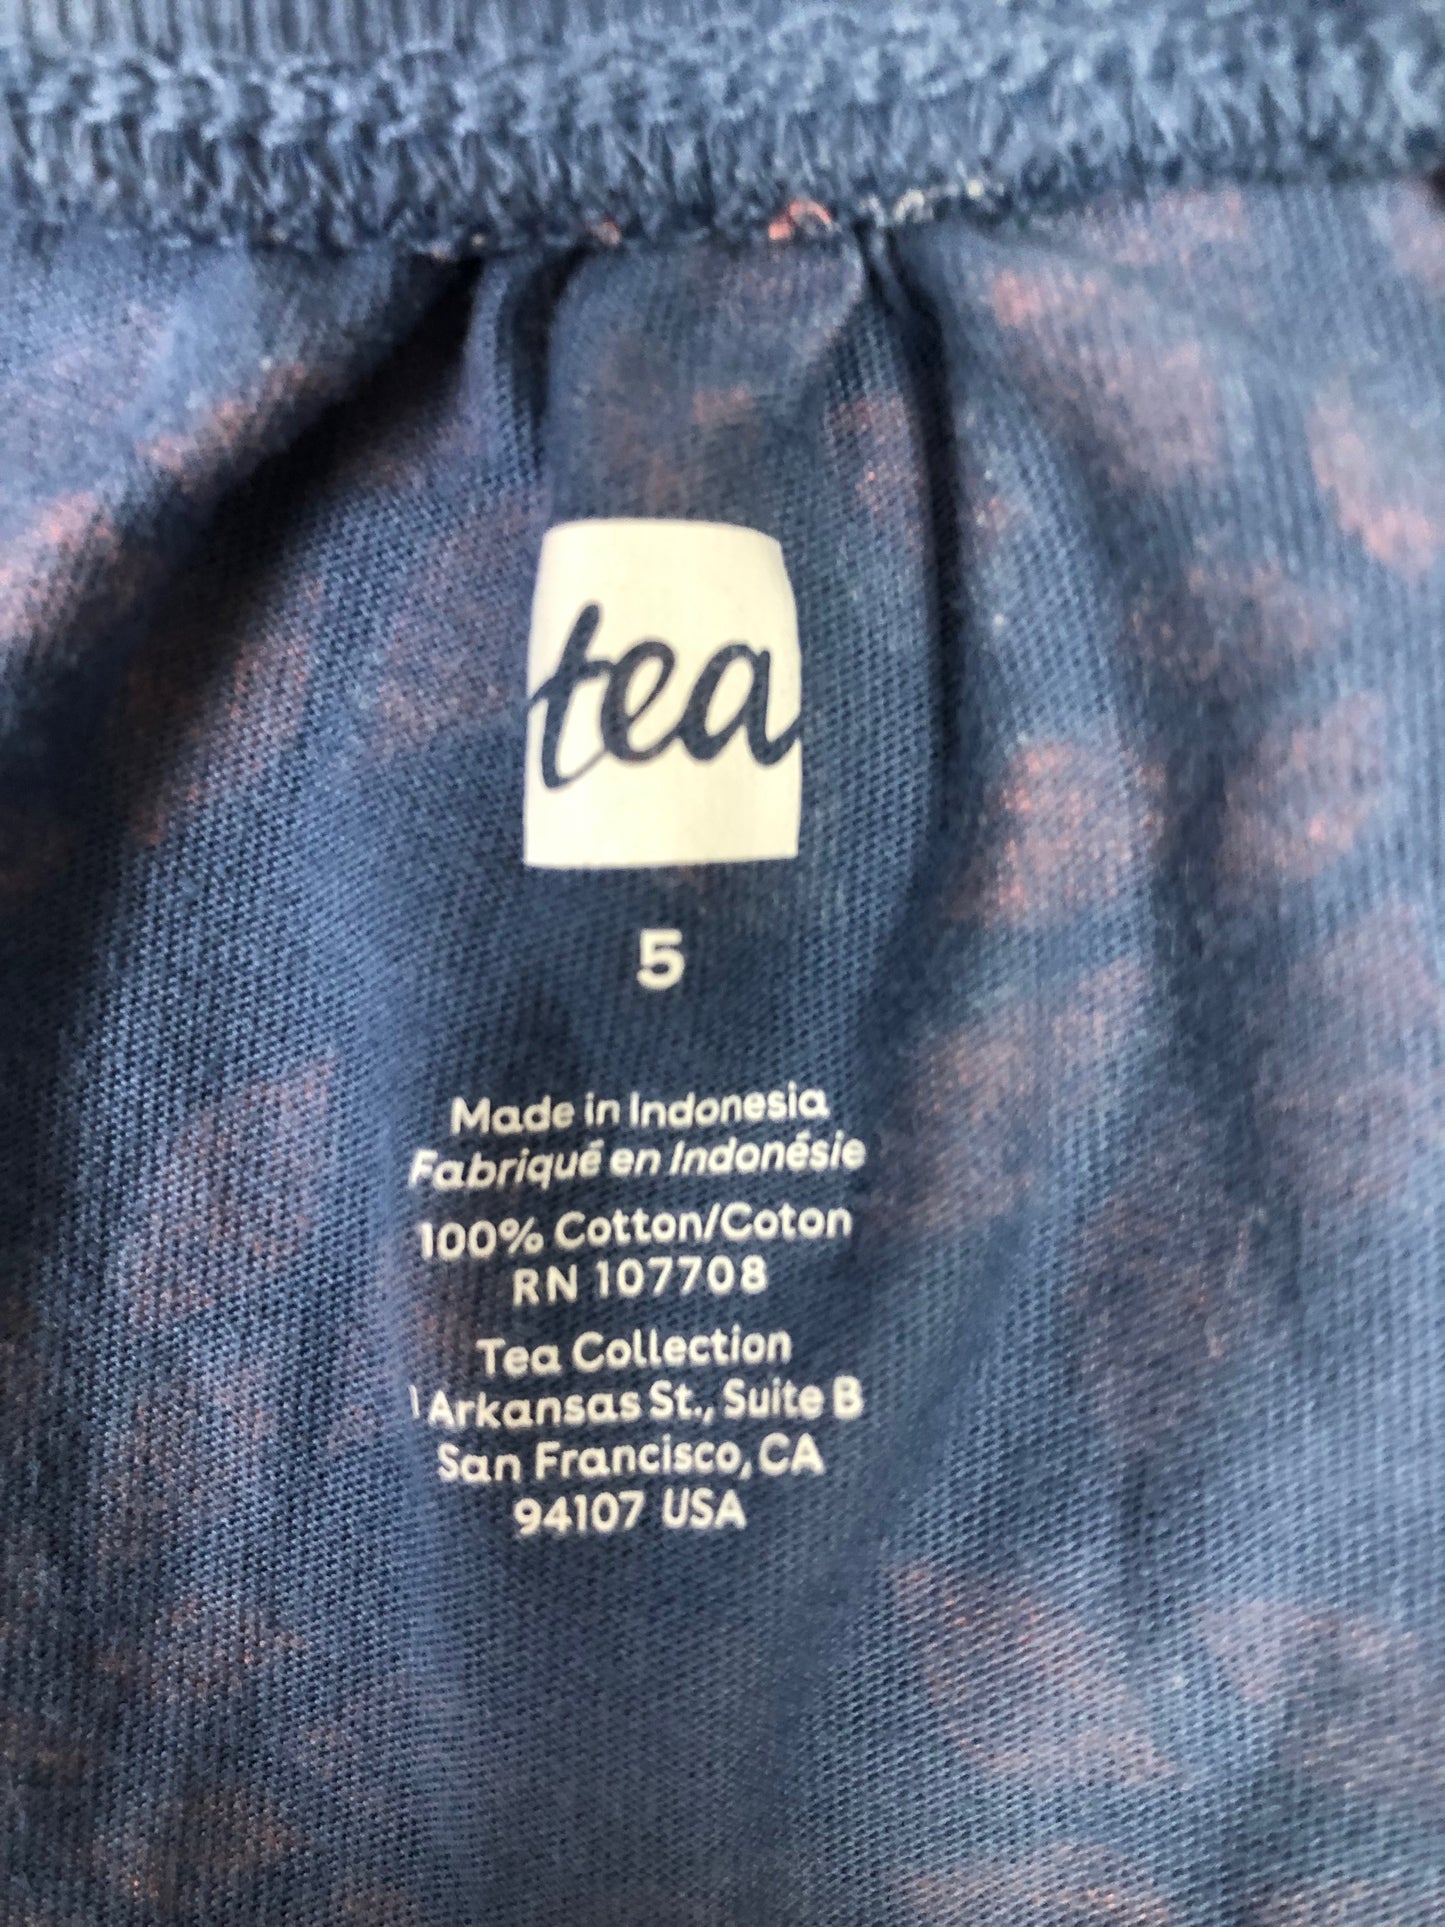 tea
5
Made in Indonesia
Fabriqué en Indonésie
100% Cotton/Coton
RN 107708
Tea Collection
1 Arkansas St., Suite B
San Francisco, CA
94107 USA